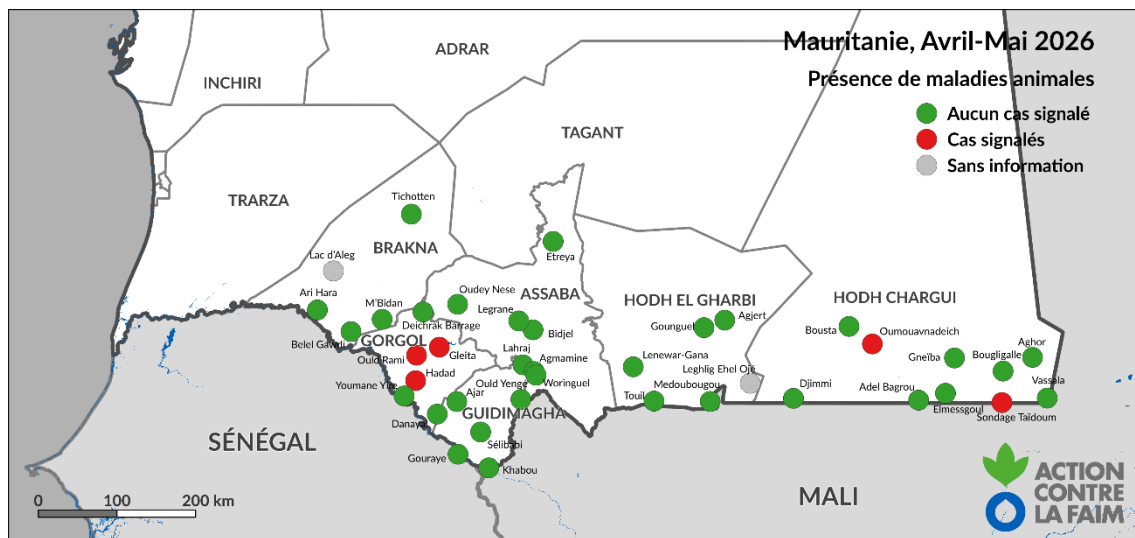 Mauritanie, Avril-Mai 2026
Présence de maladies animales
Aucun cas signalé
Cas signalés
Sans information
ADRAR
INCHIRI
TAGANT
TRARZA
Tichotten
BRAKNA
Lac d'Aleg
Etreya
Ari Hara
M'Bidan
Oudey Nese
ASSABA
Legrane
HODH EL GHARBI
HODH CHARGUI
Deichrak Barrage
Bidjel
Gounguel
Agjert
Bousta
Oumouavnadeich
Belel Gawdi
GORGOL
Ould Rami
Gleita
Lahraj
Agmamine
Lenewar-Gana
Leghlig Ehel Oje
Gneïba
Bougligalle
Aghor
Hadad
Youmane Yire
Ould Yengé
Woringuel
Ajar
Touil
Medoubougou
Djimmi
Adel Bagrou
Elmessgoul
Vassala
Sondage Taïdoum
Danaya
GUIDIMAGHA
Sélibabi
Gouraye
Khabou
SÉNÉGAL
MALI
0 100 200 km
ACTION
CONTRE
LA FAIM